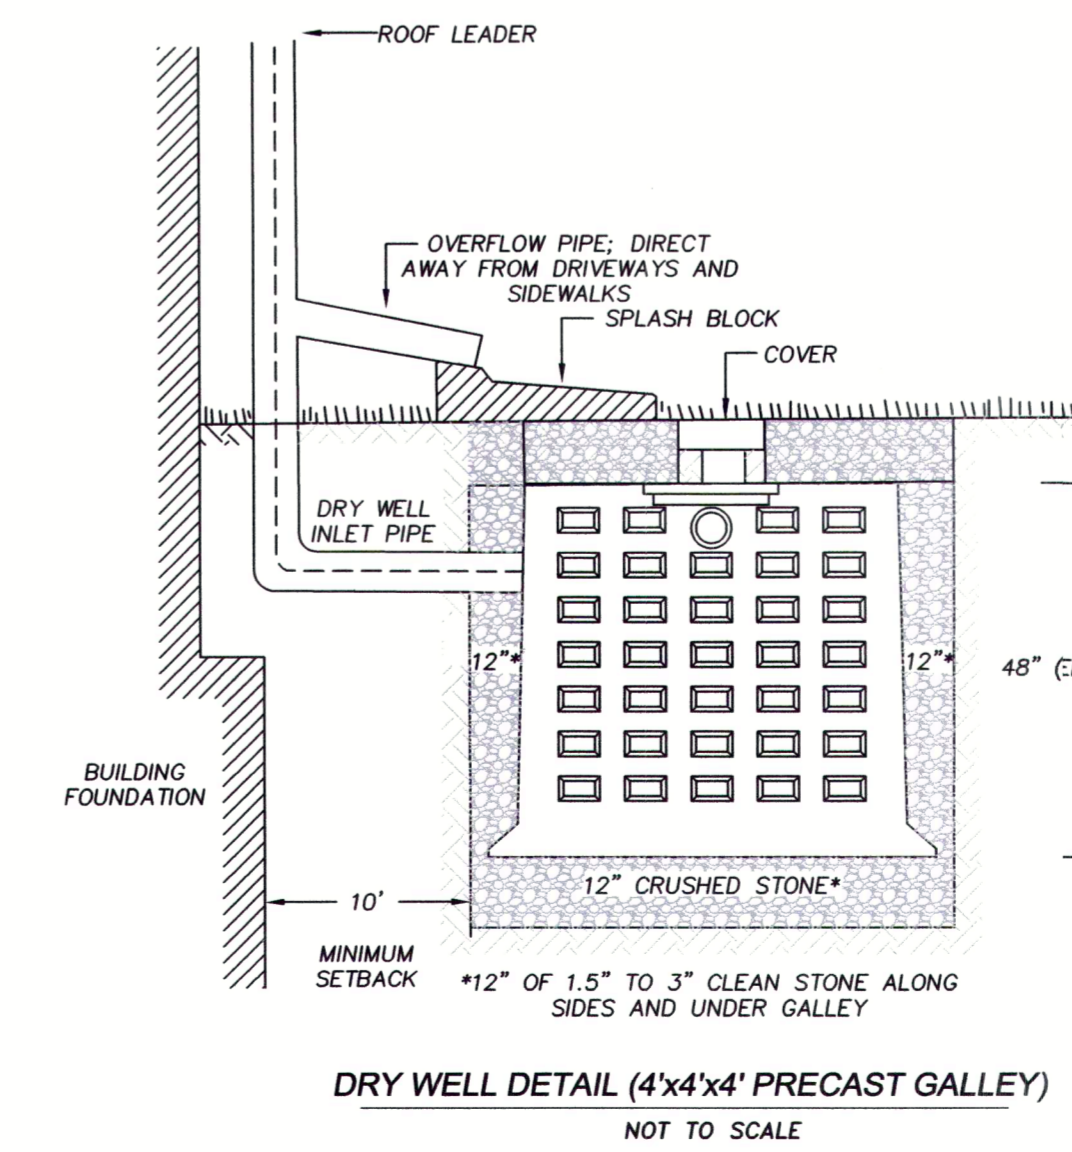 ROOF LEADER
OVERFLOW PIPE; DIRECT
AWAY FROM DRIVEWAYS AND
SIDEWALKS
SPLASH BLOCK
COVER
DRY WELL
INLET PIPE
12"*
12"*
48"
BUILDING
FOUNDATION
12" CRUSHED STONE*
10'
MINIMUM
SETBACK
*12" OF 1.5" TO 3" CLEAN STONE ALONG
SIDES AND UNDER GALLEY
DRY WELL DETAIL (4'x4'x4' PRECAST GALLEY)
NOT TO SCALE